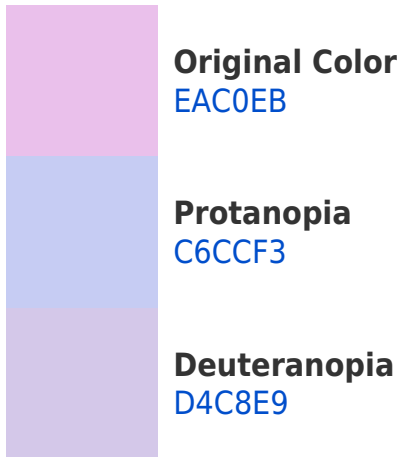 Original Color
EAC0EB
Protanopia
C6CCF3
Deuteranopia
D4C8E9